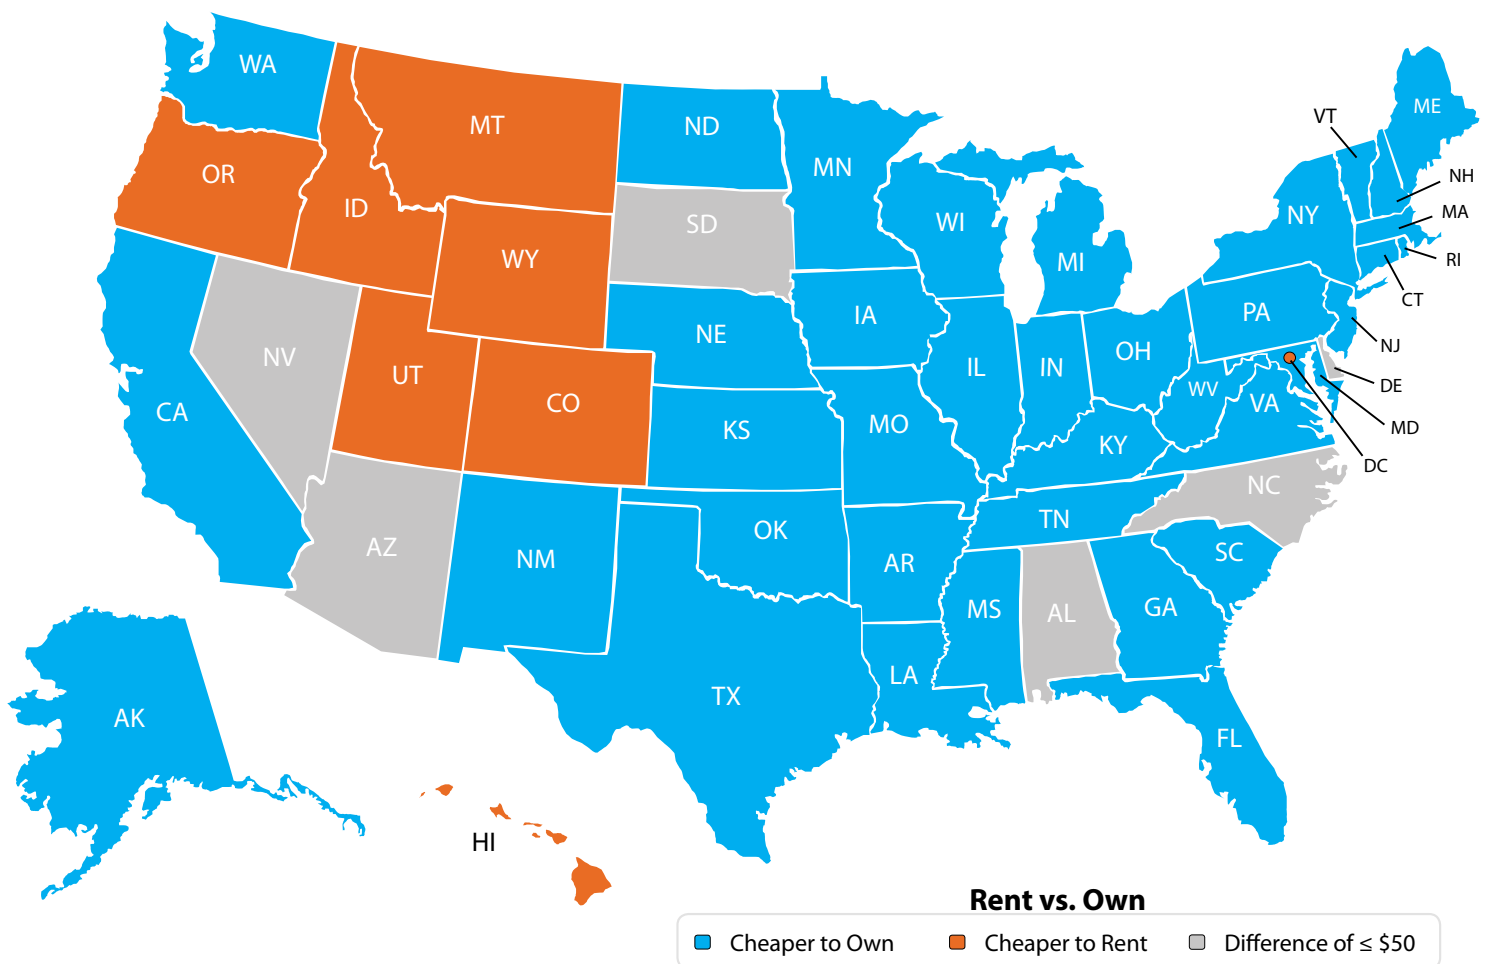 WA
MT
ND
MN
ME
VT
OR
ID
SD
WI
NH
MA
NY
RI
WY
MI
CT
IA
PA
NE
NJ
NV
UT
IL
IN
OH
DE
CO
WV
VA
CA
KS
MO
MD
KY
DC
NC
TN
OK
AZ
NM
AR
SC
MS
AL
GA
LA
TX
AK
FL
HI
Rent vs. Own
Cheaper to Own Cheaper to Rent Difference of ≤ $50